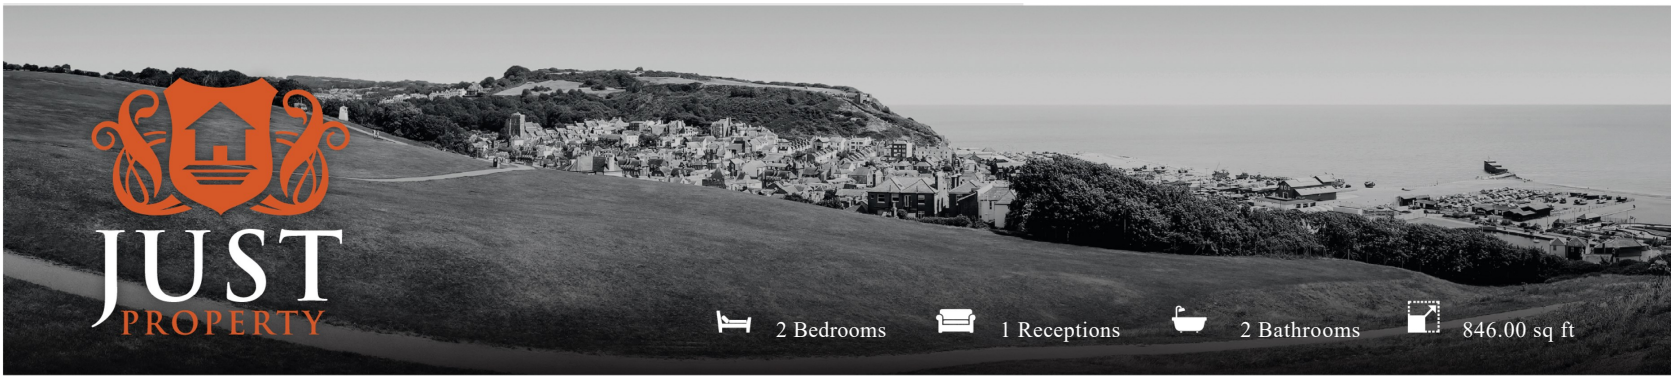 JUST
PROPERTY
2 Bedrooms 1 Receptions 2 Bathrooms 846.00 sq ft